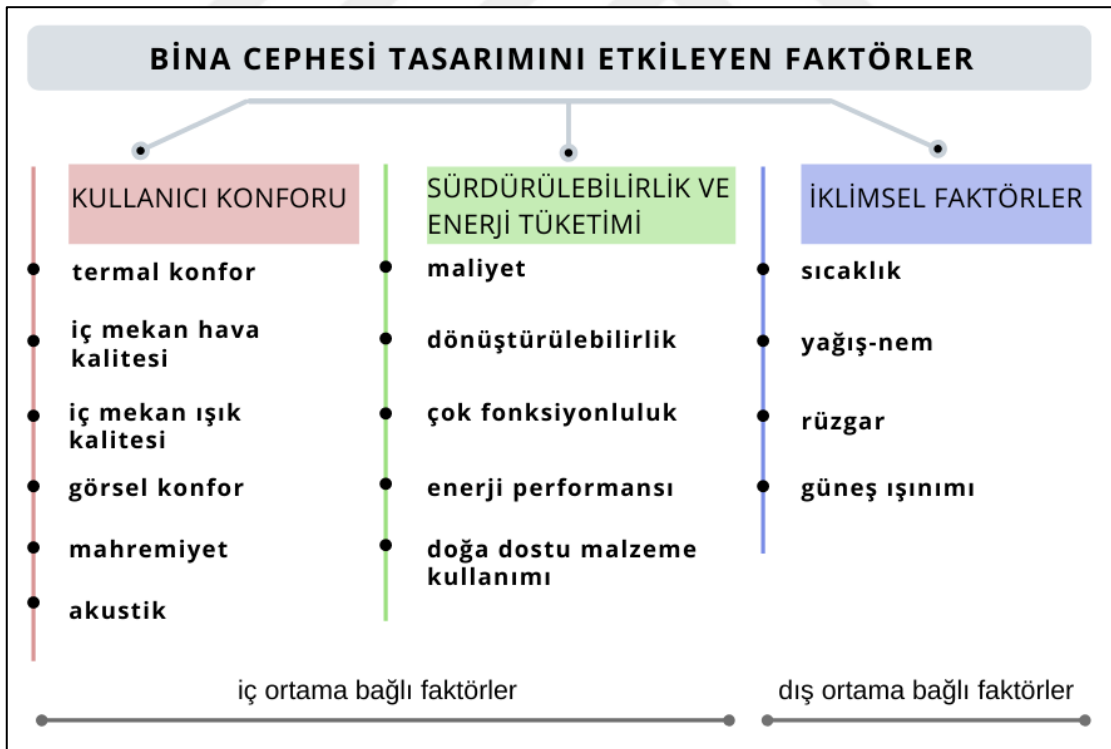 BİNA CEPHESİ TASARIMINI ETKİLEYEN FAKTÖRLER
KULLANICI KONFORU
termal konfor
iç mekan hava
kalitesi
iç mekan ışık
kalitesi
görsel konfor
mahremiyet
akustik
SÜRDÜRÜLEBİLİRLİK VE
ENERJİ TÜKETİMİ
maliyet
dönüştürülebilirlik
çok fonksiyonluluk
enerji performansı
doğa dostu malzeme
kullanımı
İKLİMSEL FAKTÖRLER
sıcaklık
yağış-nem
rüzgar
güneş ışınımı
iç ortama bağlı faktörler
dış ortama bağlı faktörler